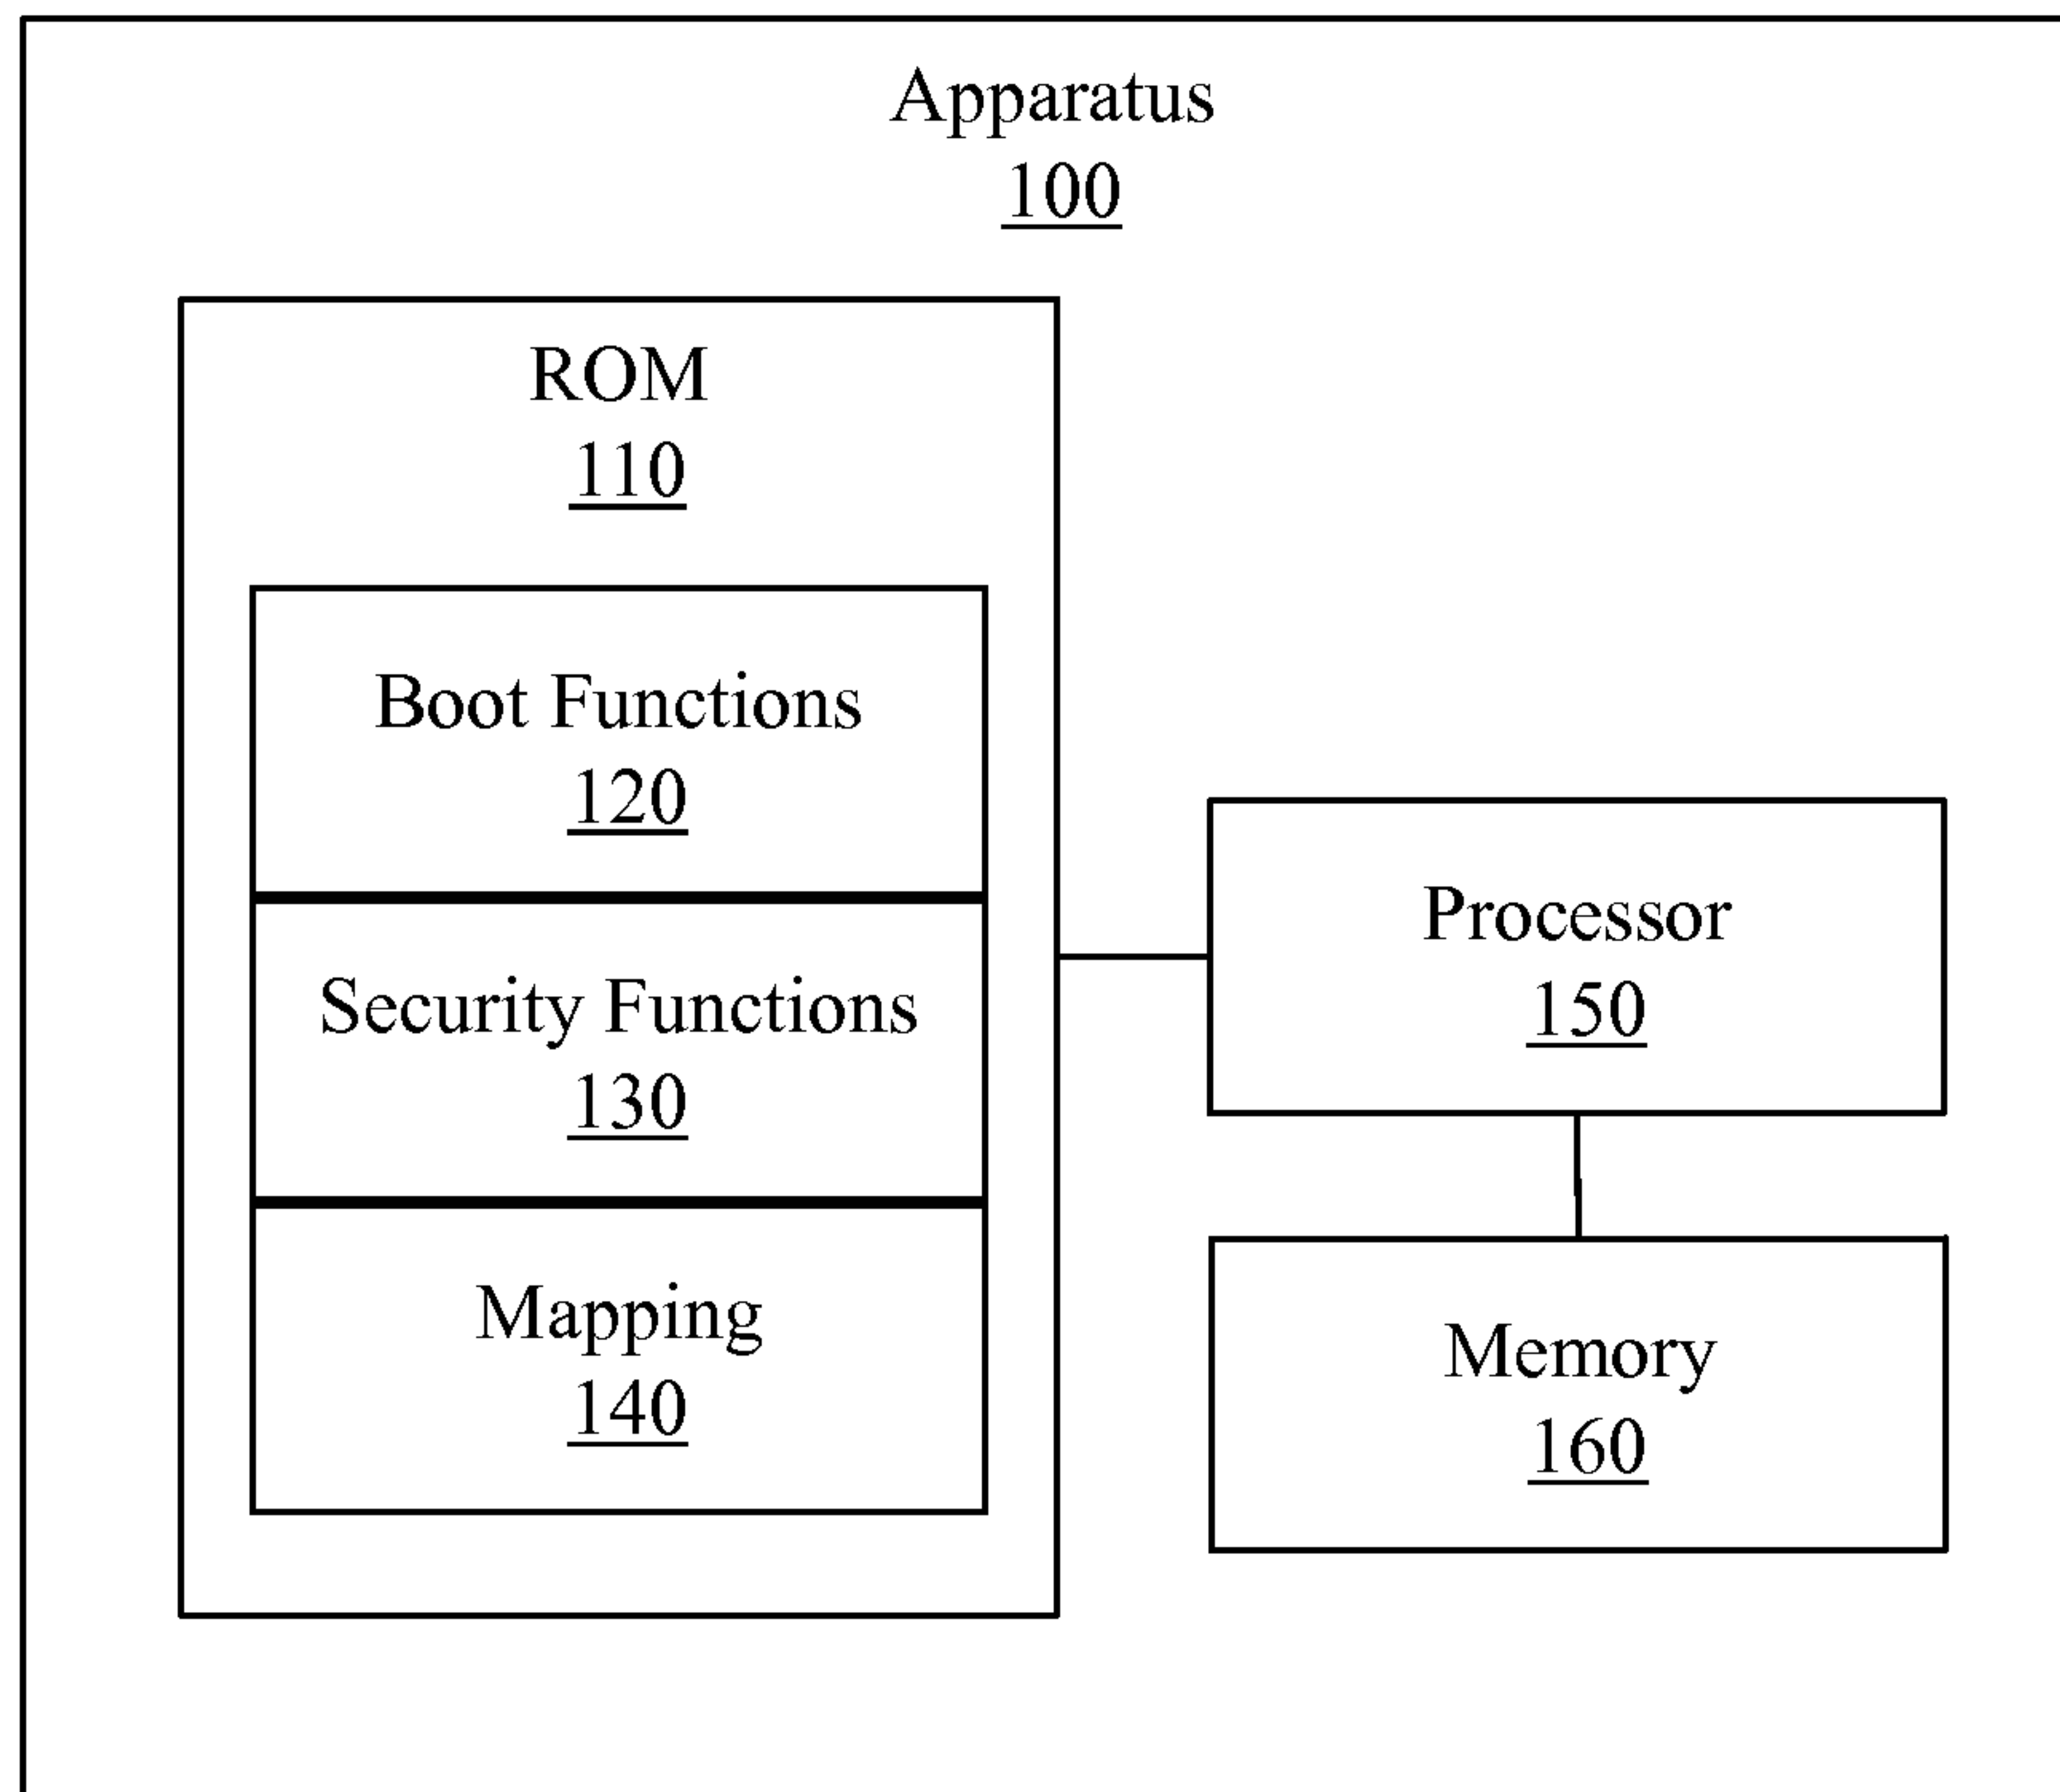 Apparatus
100
ROM
110
Boot Functions
120
Security Functions
130
Mapping
140
Processor
150
Memory
160